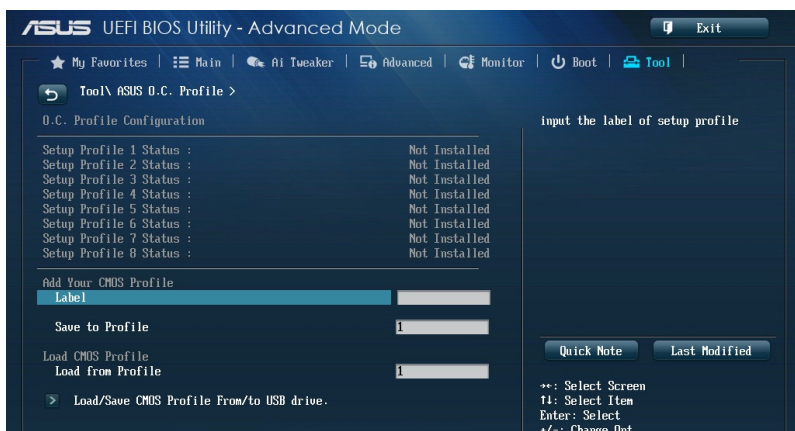 ASUS UEFI BIOS Utility - Advanced Mode
Exit
My Favorites | Main | Ai Tweaker | Advanced | Monitor | Boot | Tool |
Tool\ ASUS O.C. Profile >
O.C. Profile Configuration
input the label of setup profile
Setup Profile 1 Status : Not Installed
Setup Profile 2 Status : Not Installed
Setup Profile 3 Status : Not Installed
Setup Profile 4 Status : Not Installed
Setup Profile 5 Status : Not Installed
Setup Profile 6 Status : Not Installed
Setup Profile 7 Status : Not Installed
Setup Profile 8 Status : Not Installed
Add Your CMOS Profile
Label
Save to Profile 1
Load CMOS Profile
Load from Profile 1
> Load/Save CMOS Profile From/to USB drive.
Quick Note Last Modified
→←: Select Screen
↑↓: Select Item
Enter: Select
+/-: Change Opt